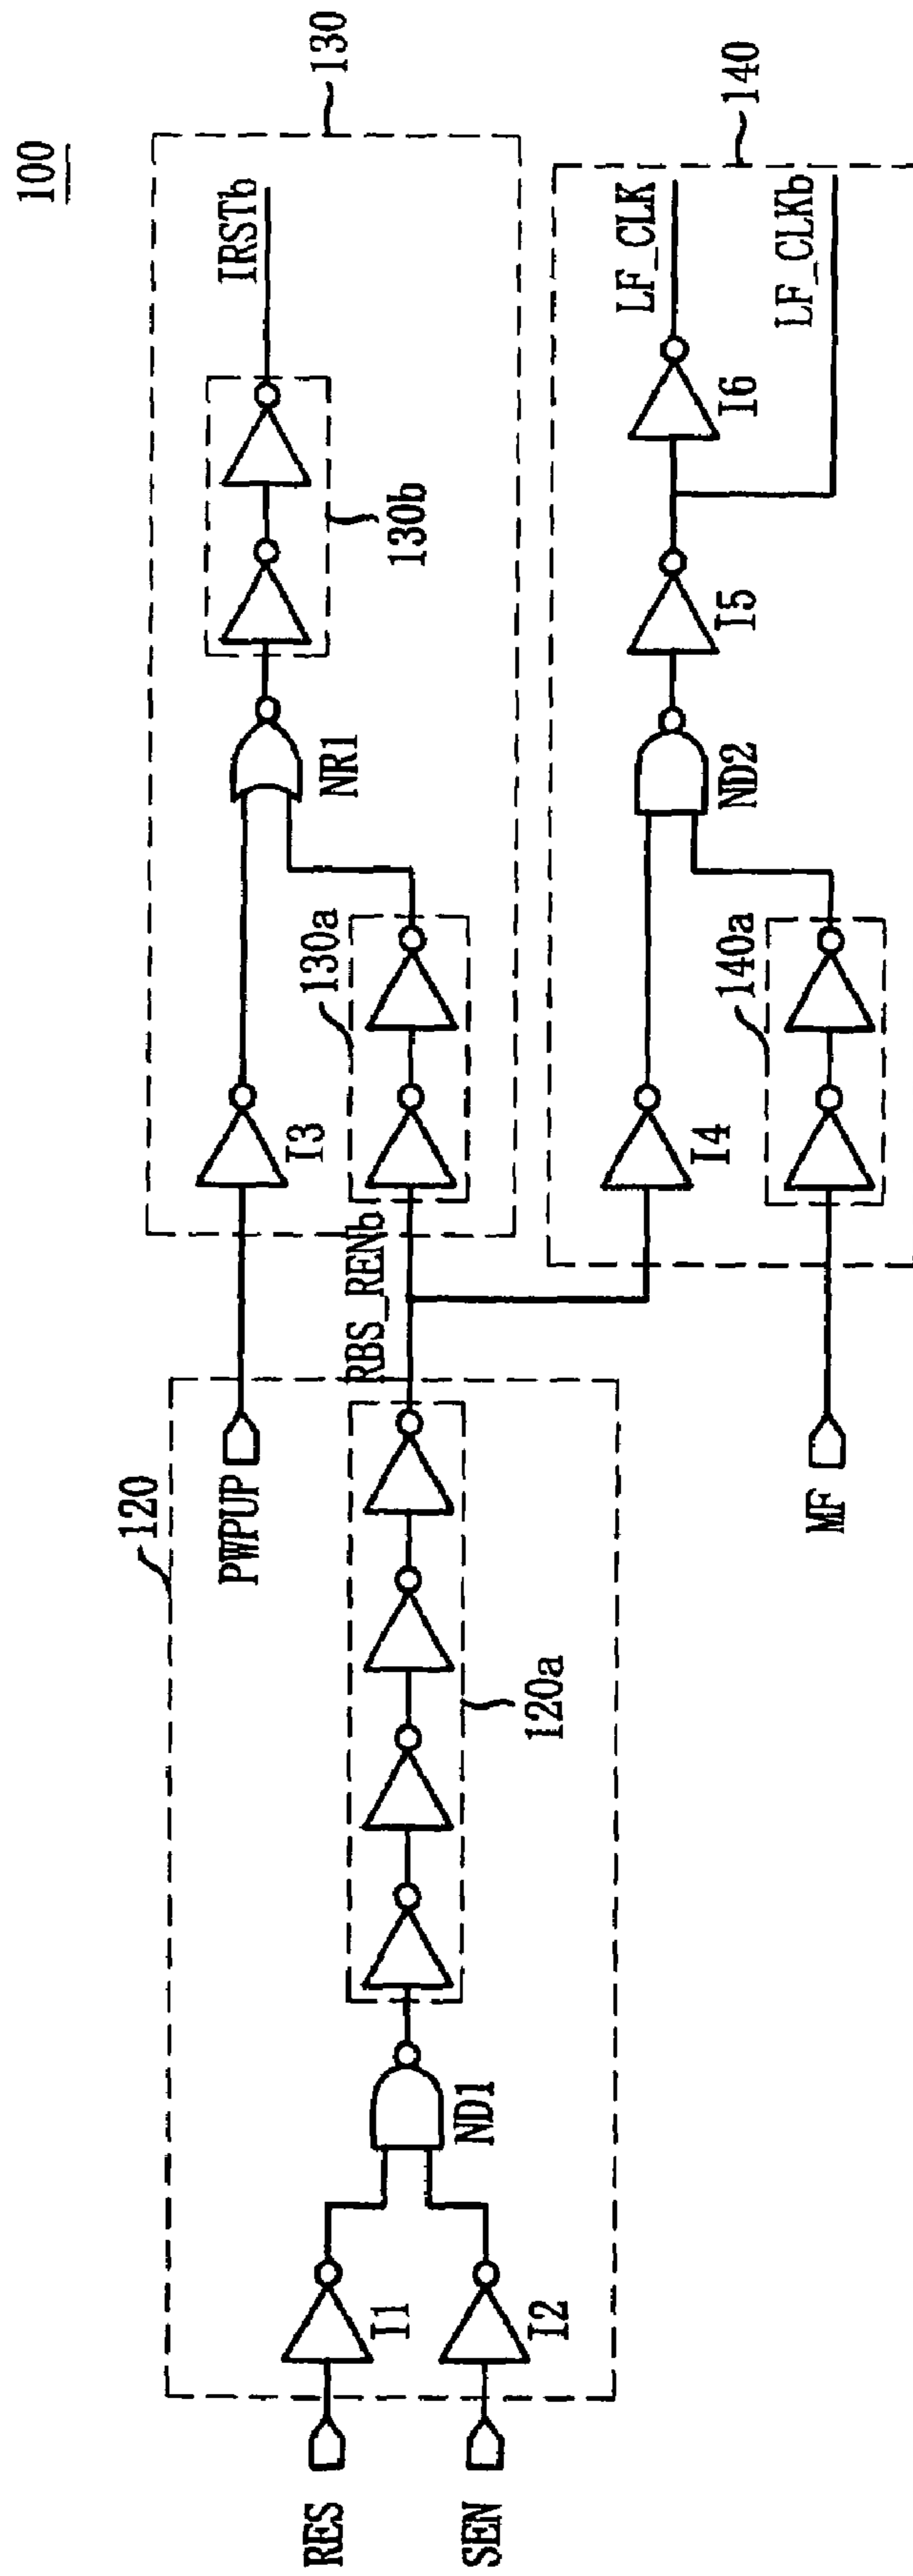 100
120
130
140
RES
SEN
I1
I2
ND1
120a
PWPUP
RBS_RENb
I3
130a
NR1
130b
IRSTb
MF
I4
140a
ND2
I5
I6
LF_CLK
LF_CLKb